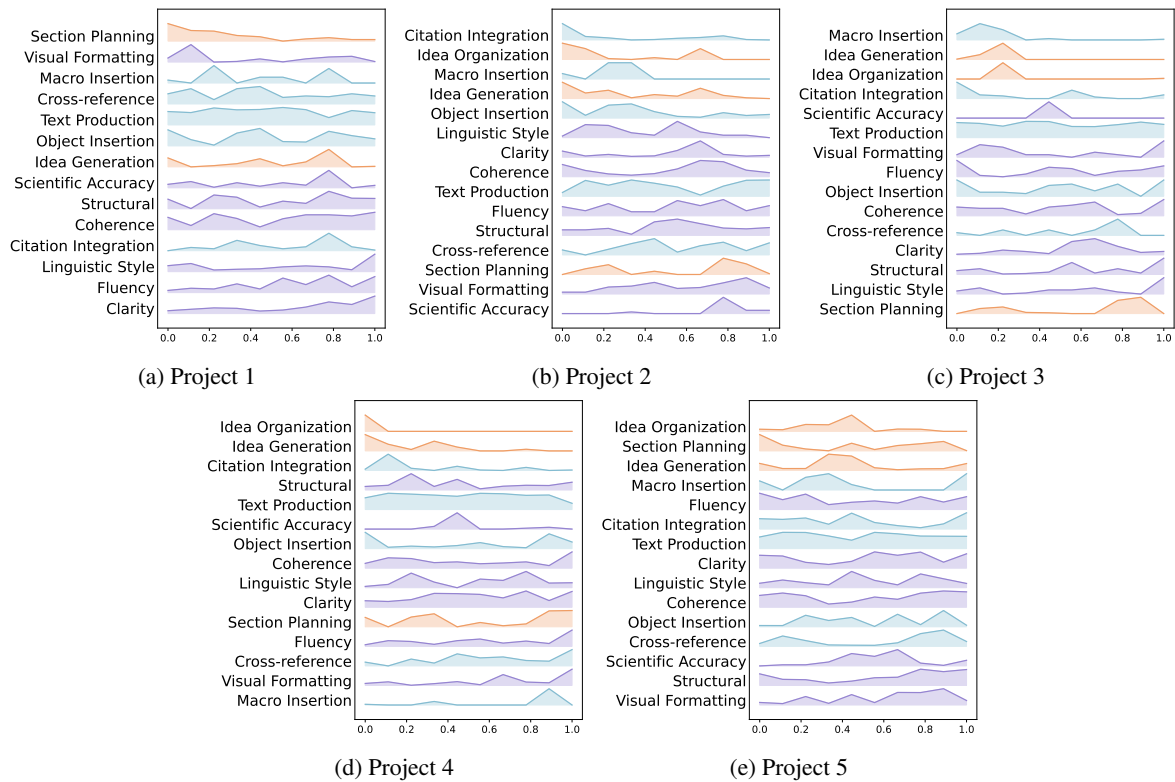 Section Planning
Visual Formatting
Macro Insertion
Cross-reference
Text Production
Object Insertion
Idea Generation
Scientific Accuracy
Structural
Coherence
Citation Integration
Linguistic Style
Fluency
Clarity
0.0 0.2 0.4 0.6 0.8 1.0
(a) Project 1
Citation Integration
Idea Organization
Macro Insertion
Idea Generation
Object Insertion
Linguistic Style
Clarity
Coherence
Text Production
Fluency
Structural
Cross-reference
Section Planning
Visual Formatting
Scientific Accuracy
0.0 0.2 0.4 0.6 0.8 1.0
(b) Project 2
Macro Insertion
Idea Generation
Idea Organization
Citation Integration
Scientific Accuracy
Text Production
Visual Formatting
Fluency
Object Insertion
Coherence
Cross-reference
Clarity
Structural
Linguistic Style
Section Planning
0.0 0.2 0.4 0.6 0.8 1.0
(c) Project 3
Idea Organization
Idea Generation
Citation Integration
Structural
Text Production
Scientific Accuracy
Object Insertion
Coherence
Linguistic Style
Clarity
Section Planning
Fluency
Cross-reference
Visual Formatting
Macro Insertion
0.0 0.2 0.4 0.6 0.8 1.0
(d) Project 4
Idea Organization
Section Planning
Idea Generation
Macro Insertion
Fluency
Citation Integration
Text Production
Clarity
Linguistic Style
Coherence
Object Insertion
Cross-reference
Scientific Accuracy
Structural
Visual Formatting
0.0 0.2 0.4 0.6 0.8 1.0
(e) Project 5